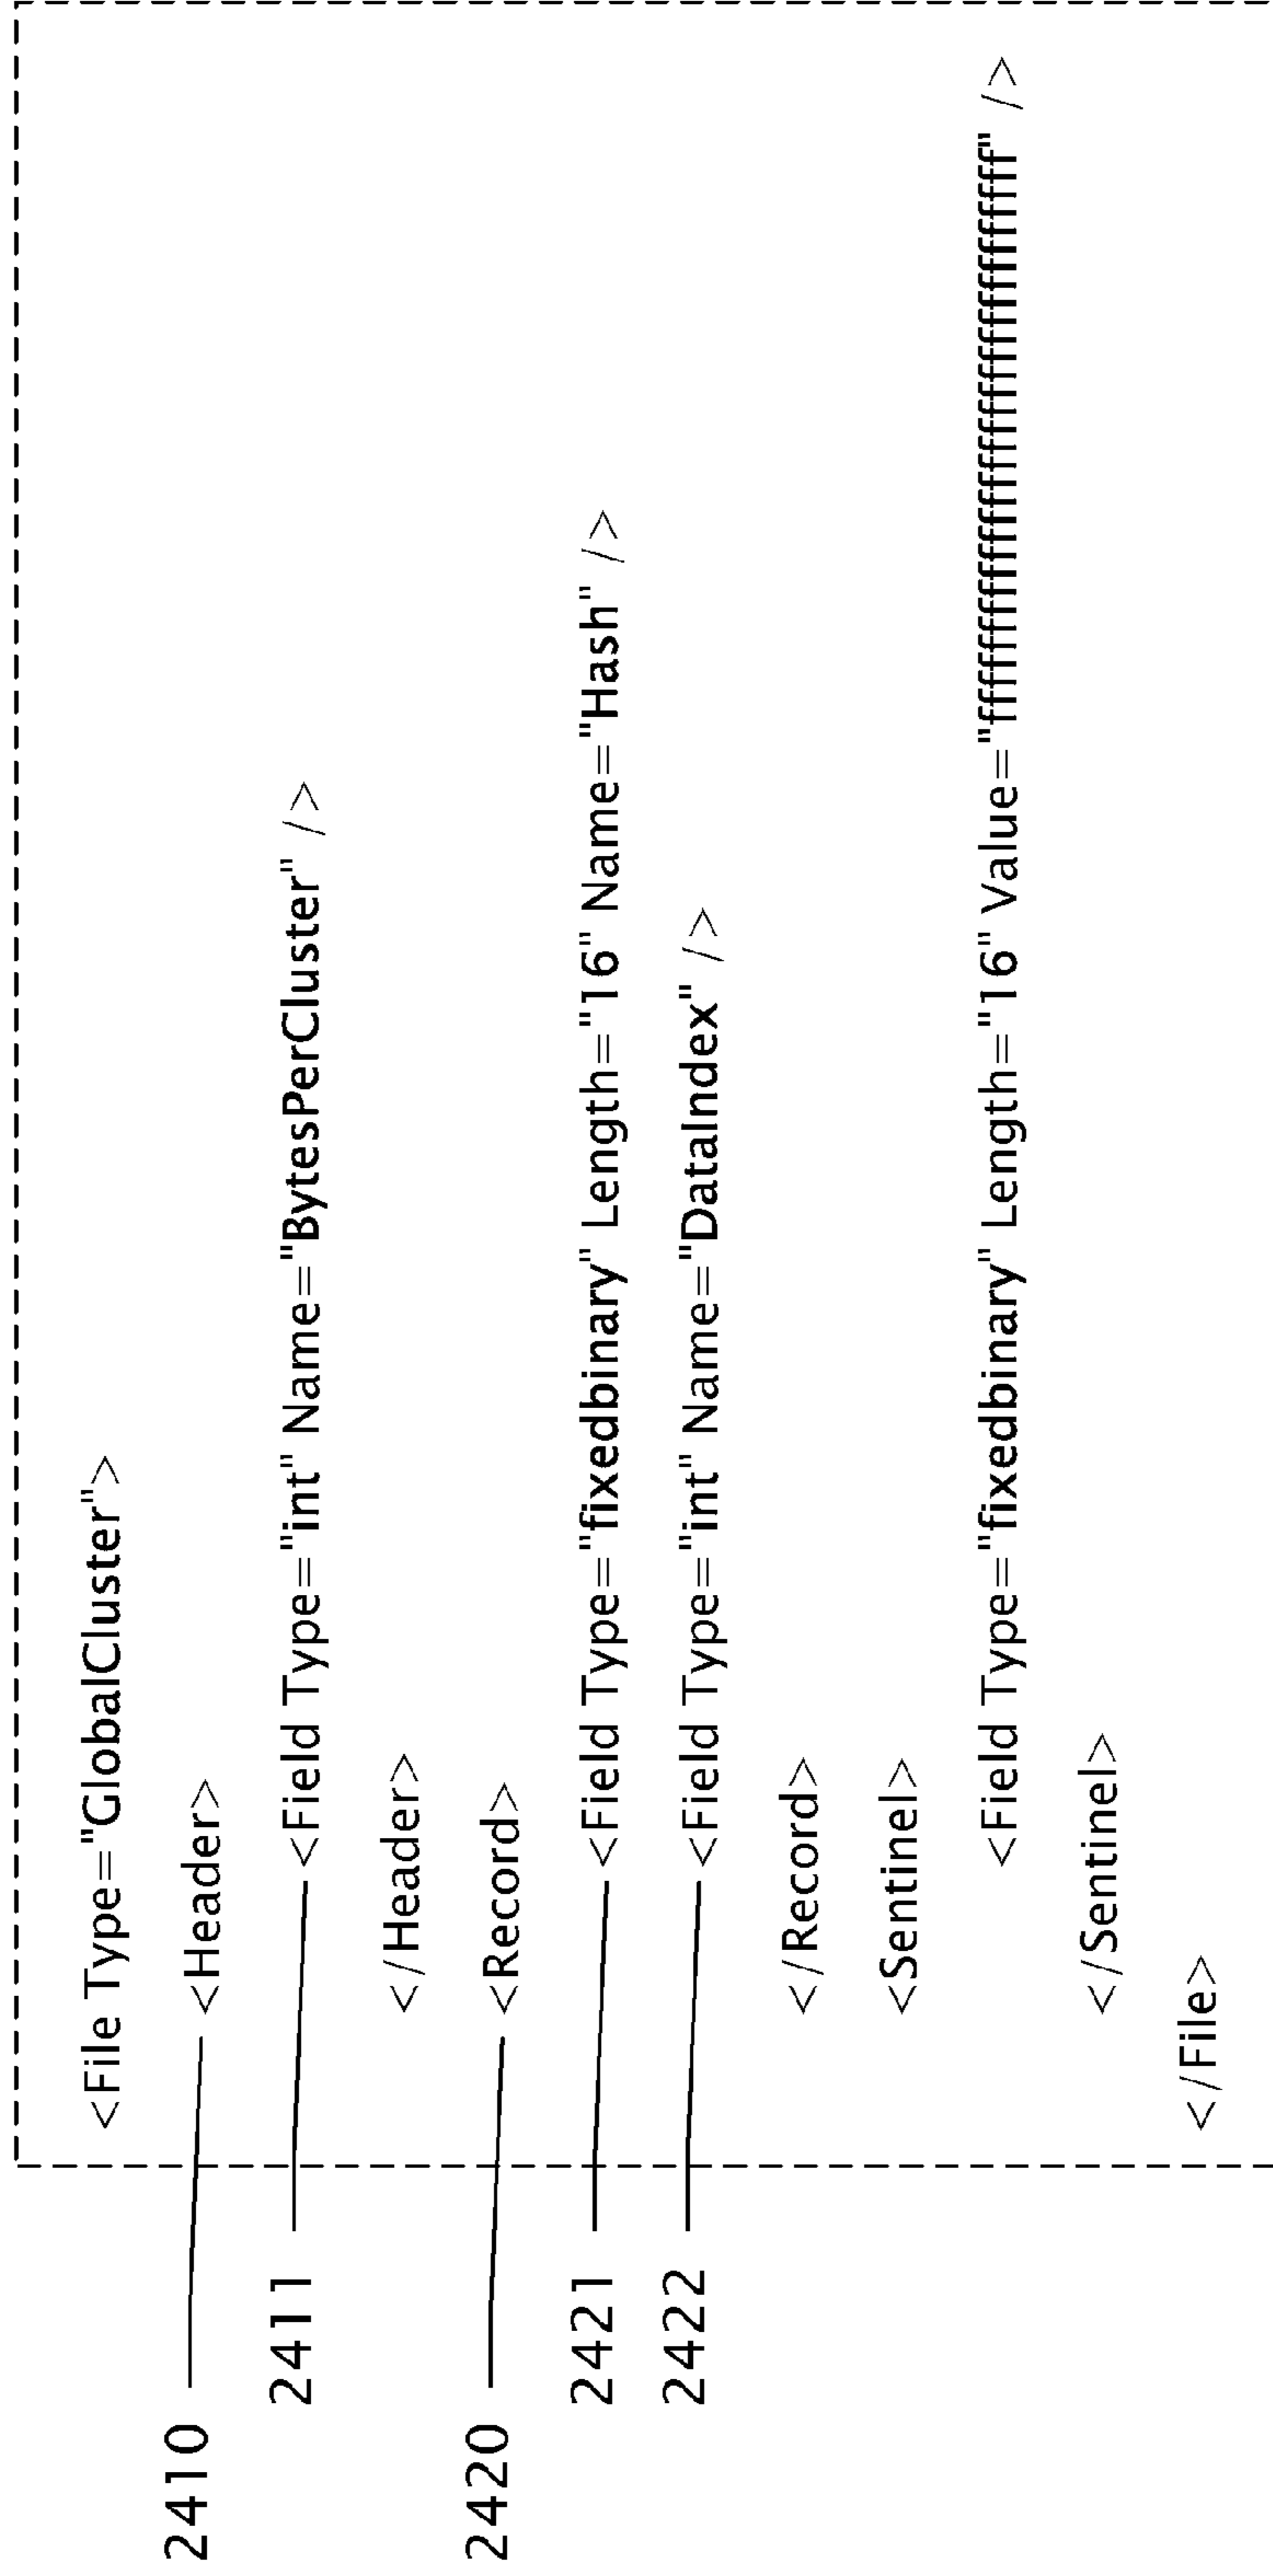 <File Type="GlobalCluster">
2410 <Header>
2411 <Field Type="int" Name="BytesPerCluster" />
</Header>
2420 <Record>
2421 <Field Type="fixedbinary" Length="16" Name="Hash" />
2422 <Field Type="int" Name="DataIndex" />
</Record>
<Sentinel>
<Field Type="fixedbinary" Length="16" Value="ffffffffffffffffffffffffffffffff" />
</Sentinel>
</File>